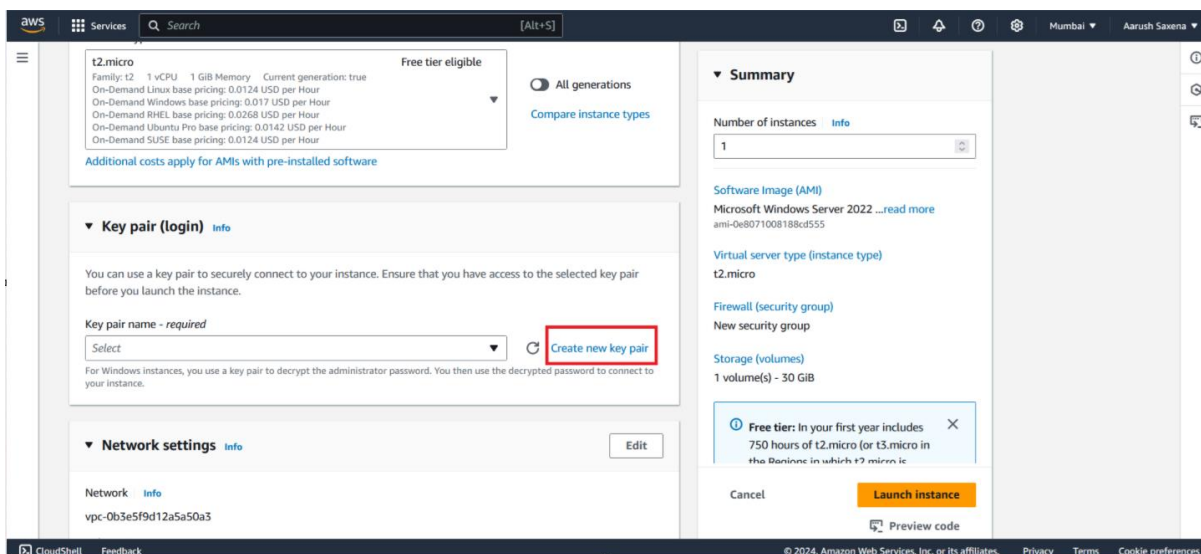 aws
Services
Search
[Alt+S]
Mumbai ▼
Aarush Saxena ▼
t2.micro
Free tier eligible
Family: t2 1 vCPU 1 GiB Memory Current generation: true
On-Demand Linux base pricing: 0.0124 USD per Hour
On-Demand Windows base pricing: 0.017 USD per Hour
On-Demand RHEL base pricing: 0.0268 USD per Hour
On-Demand Ubuntu Pro base pricing: 0.0142 USD per Hour
On-Demand SUSE base pricing: 0.0124 USD per Hour
All generations
Compare instance types
Additional costs apply for AMIs with pre-installed software
▼ Key pair (login) Info
You can use a key pair to securely connect to your instance. Ensure that you have access to the selected key pair
before you launch the instance.
Key pair name - required
Select
Create new key pair
For Windows instances, you use a key pair to decrypt the administrator password. You then use the decrypted password to connect to
your instance.
▼ Network settings Info
Edit
Network Info
vpc-0b3e5f9d12a5a50a3
▼ Summary
Number of instances Info
1
Software Image (AMI)
Microsoft Windows Server 2022 ...read more
ami-0e8071008188cd555
Virtual server type (instance type)
t2.micro
Firewall (security group)
New security group
Storage (volumes)
1 volume(s) - 30 GiB
Free tier: In your first year includes
750 hours of t2.micro (or t3.micro in
the Regions in which t2.micro is
Cancel
Launch instance
Preview code
CloudShell Feedback
© 2024, Amazon Web Services, Inc. or its affiliates. Privacy Terms Cookie preferences